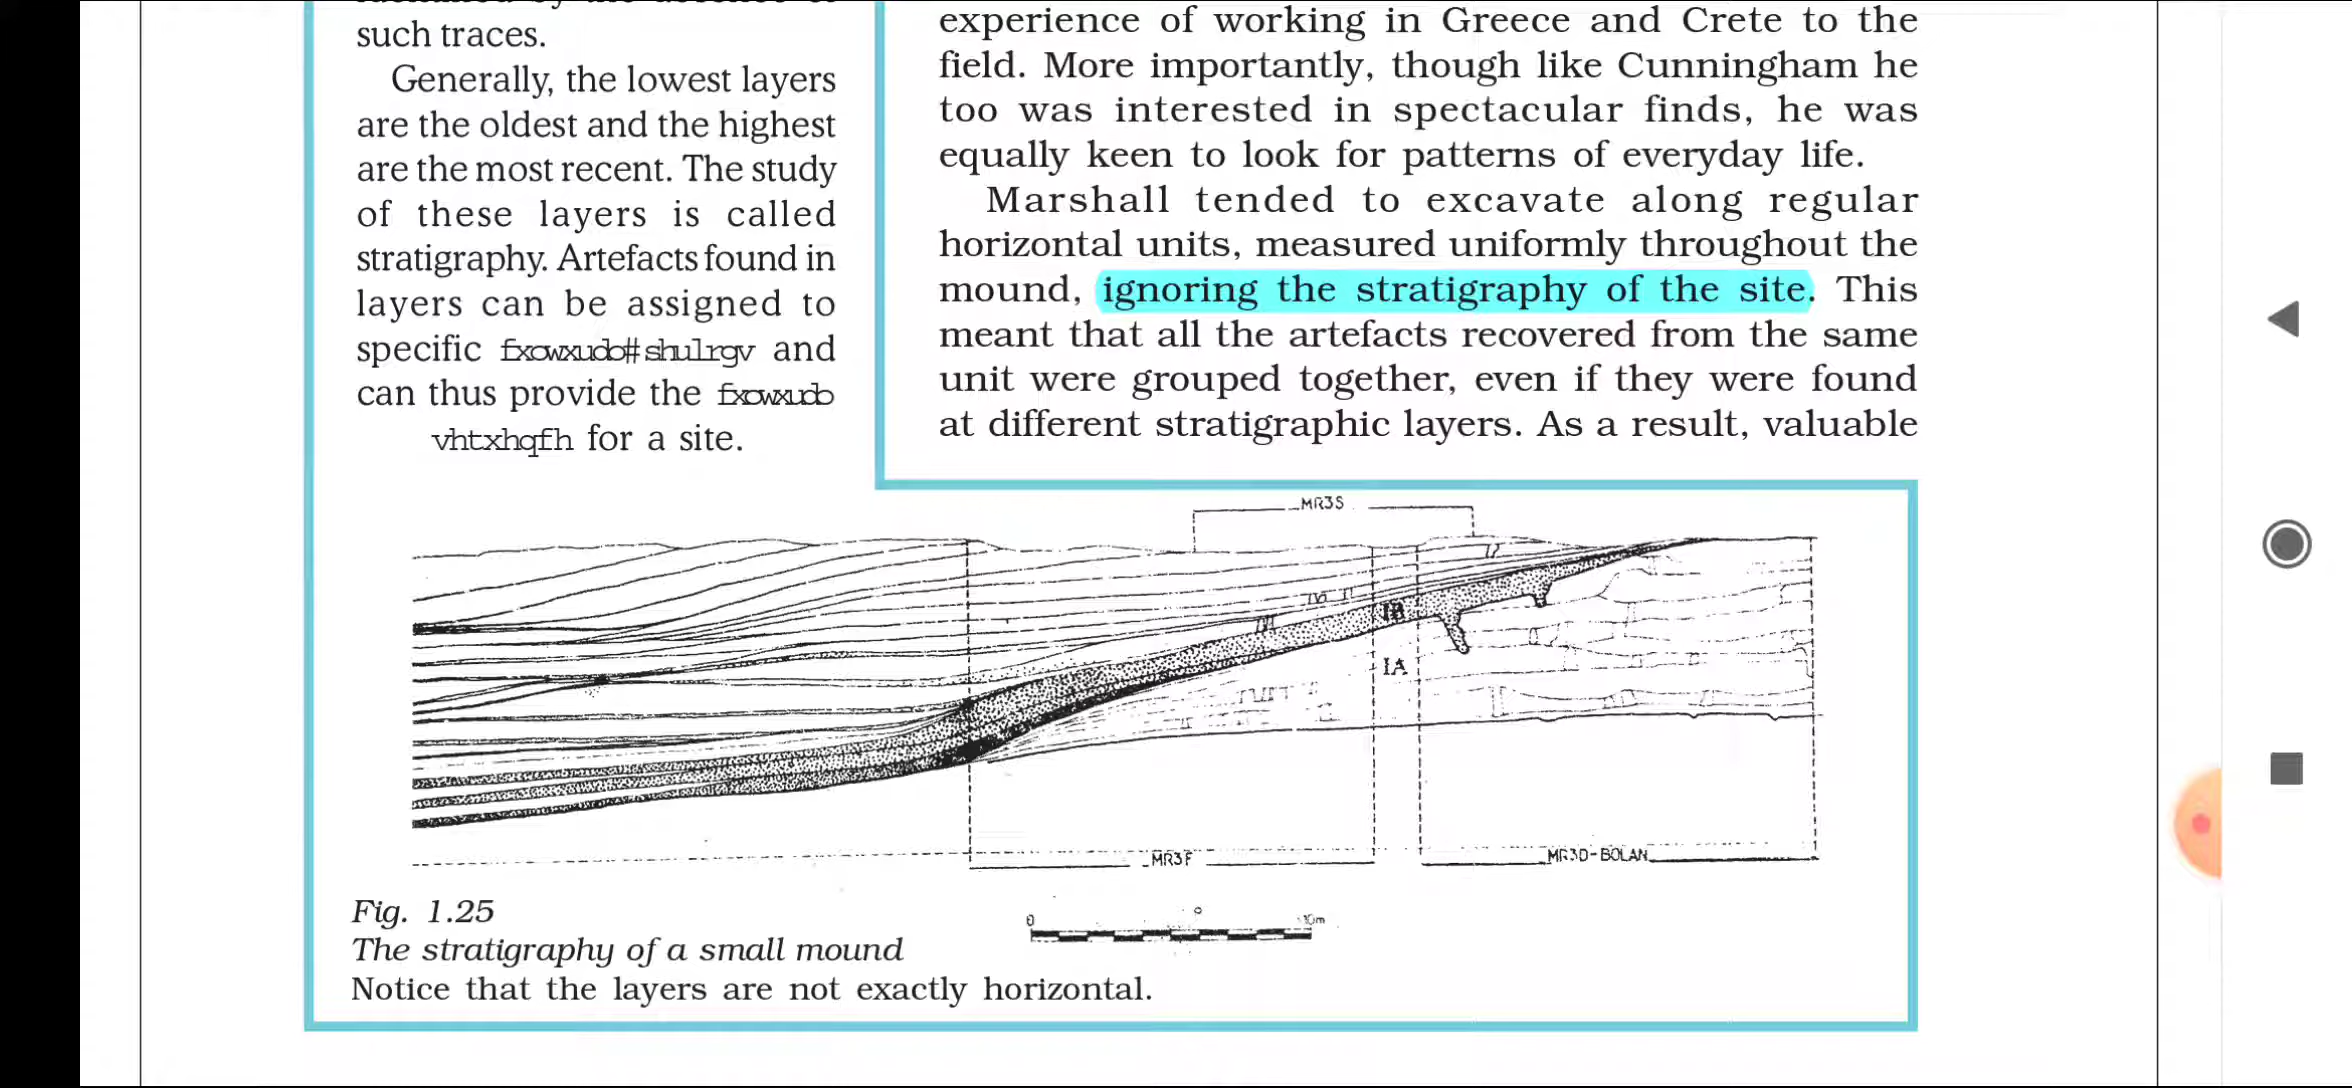 such traces.
Generally, the lowest layers
are the oldest and the highest
are the most recent. The study
of these layers is called
stratigraphy. Artefacts found in
layers can be assigned to
specific fxowxudo#shulrgv and
can thus provide the fxowxudo
vhtxhqfh for a site.
experience of working in Greece and Crete to the
field. More importantly, though like Cunningham he
too was interested in spectacular finds, he was
equally keen to look for patterns of everyday life.
Marshall tended to excavate along regular
horizontal units, measured uniformly throughout the
mound, ignoring the stratigraphy of the site. This
meant that all the artefacts recovered from the same
unit were grouped together, even if they were found
at different stratigraphic layers. As a result, valuable
MR3S
IB
IA
MR3F
MR3D-BOLAN
0
10m
Fig. 1.25
The stratigraphy of a small mound
Notice that the layers are not exactly horizontal.